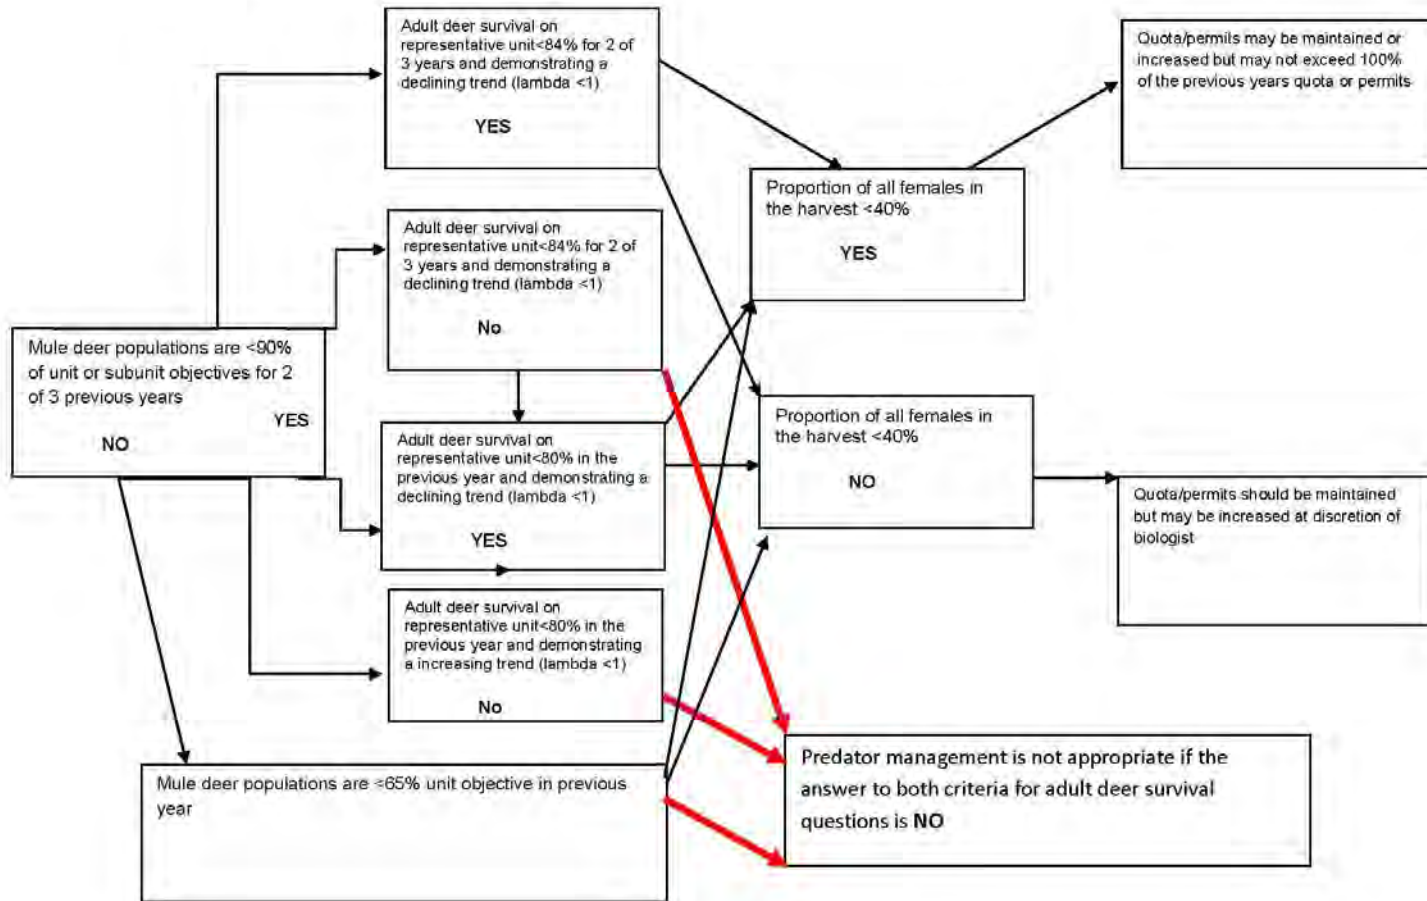 Adult deer survival on
representative unit<84% for 2 of
3 years and demonstrating a
declining trend (lambda <1)
YES
Quota/permits may be maintained or
increased but may not exceed 100%
of the previous years quota or permits
Proportion of all females in
the harvest <40%
YES
Adult deer survival on
representative unit<84% for 2 of
3 years and demonstrating a
declining trend (lambda <1)
No
Mule deer populations are <90%
of unit or subunit objectives for 2
of 3 previous years
YES
NO
Adult deer survival on
representative unit<80% in the
previous year and demonstrating a
declining trend (lambda <1)
YES
Proportion of all females in
the harvest <40%
NO
Quota/permits should be maintained
but may be increased at discretion of
biologist
Adult deer survival on
representative unit<80% in the
previous year and demonstrating
a increasing trend (lambda <1)
No
Mule deer populations are <65% unit objective in previous
year
Predator management is not appropriate if the
answer to both criteria for adult deer survival
questions is NO